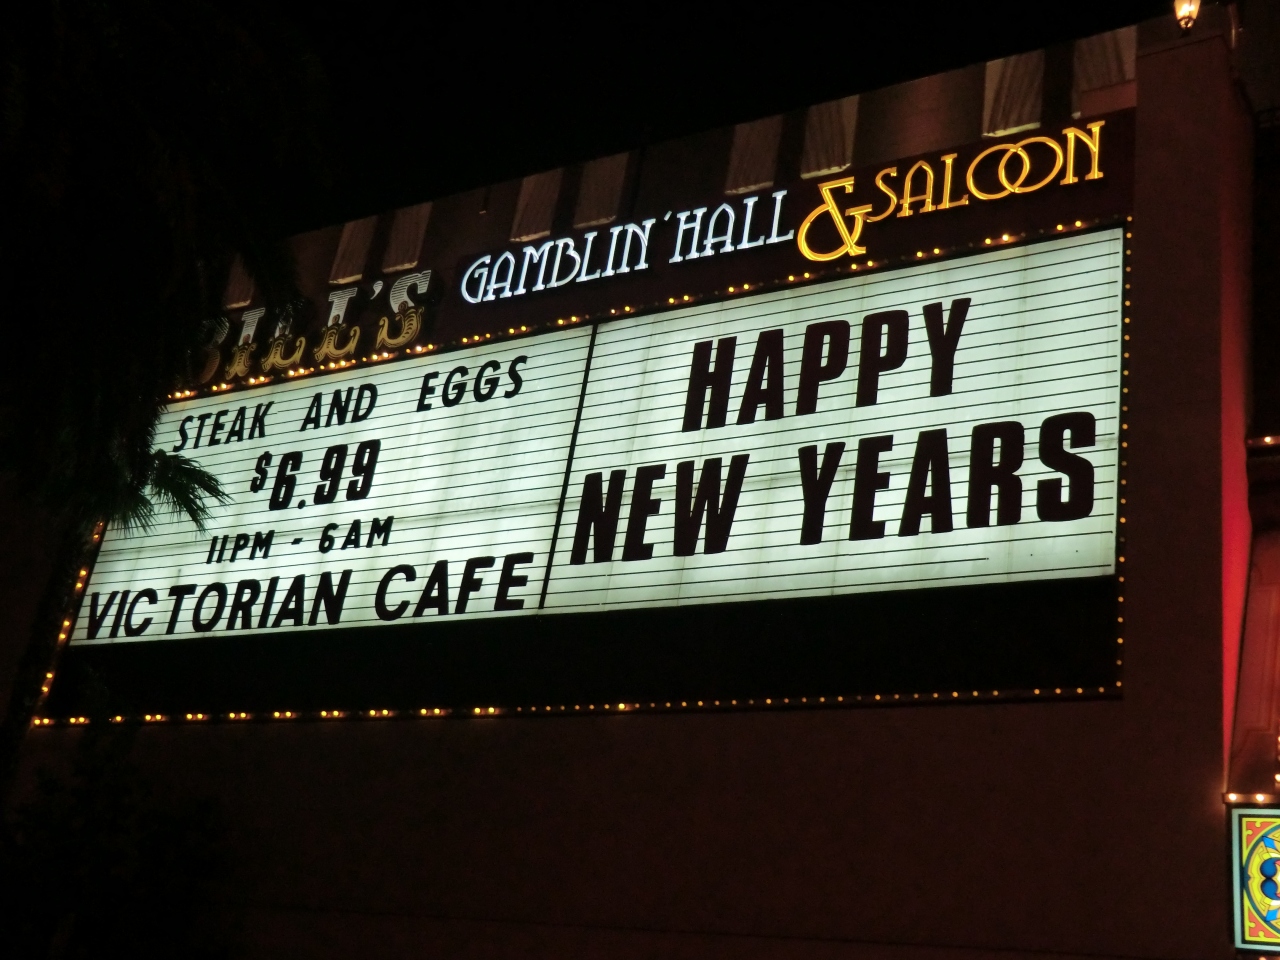 BILL'S GAMBLIN' HALL & SALOON
STEAK AND EGGS
$6.99
11PM - 6AM
VICTORIAN CAFE
HAPPY
NEW YEARS